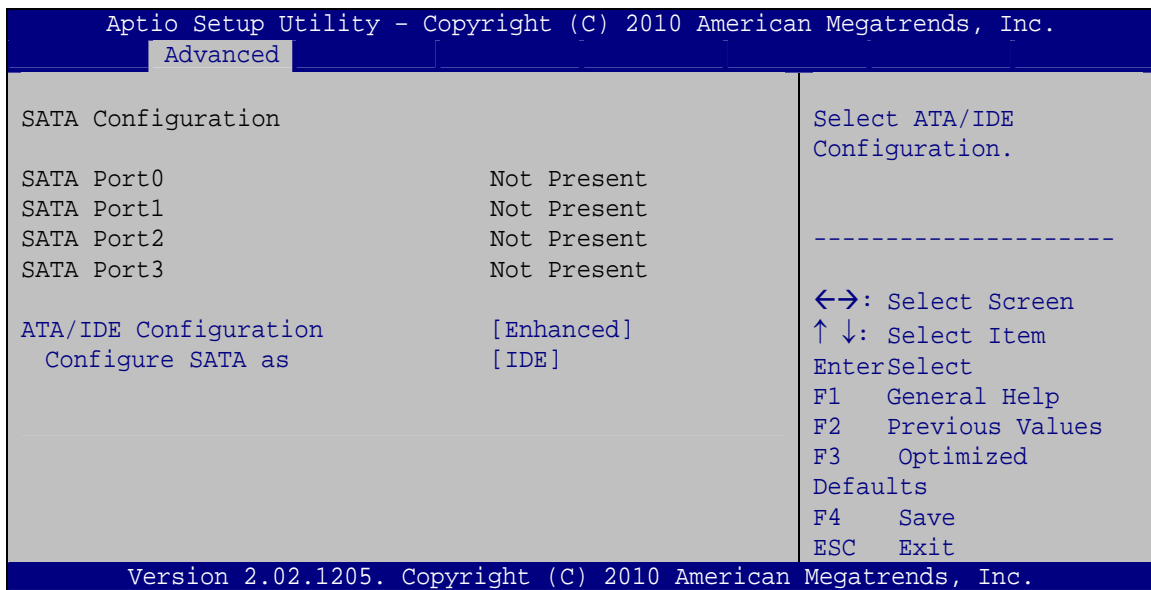 Aptio Setup Utility – Copyright (C) 2010 American Megatrends, Inc.
Advanced
SATA Configuration
SATA Port0 Not Present
SATA Port1 Not Present
SATA Port2 Not Present
SATA Port3 Not Present
ATA/IDE Configuration [Enhanced]
Configure SATA as [IDE]
Select ATA/IDE
Configuration.
---------------------
←→: Select Screen
↑ ↓: Select Item
EnterSelect
F1 General Help
F2 Previous Values
F3 Optimized
Defaults
F4 Save
ESC Exit
Version 2.02.1205. Copyright (C) 2010 American Megatrends, Inc.